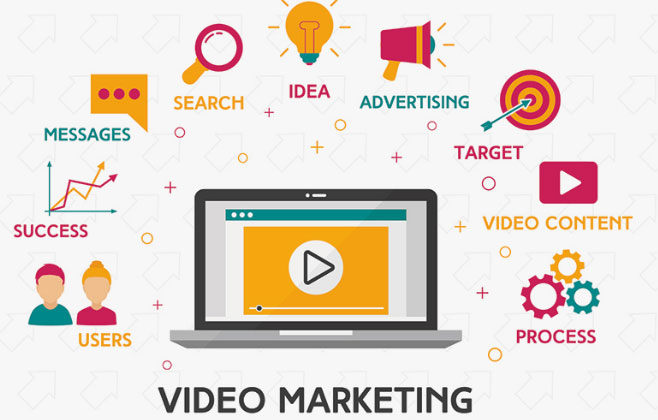 IDEA
SEARCH
ADVERTISING
MESSAGES
TARGET
SUCCESS
VIDEO CONTENT
USERS
PROCESS
VIDEO MARKETING